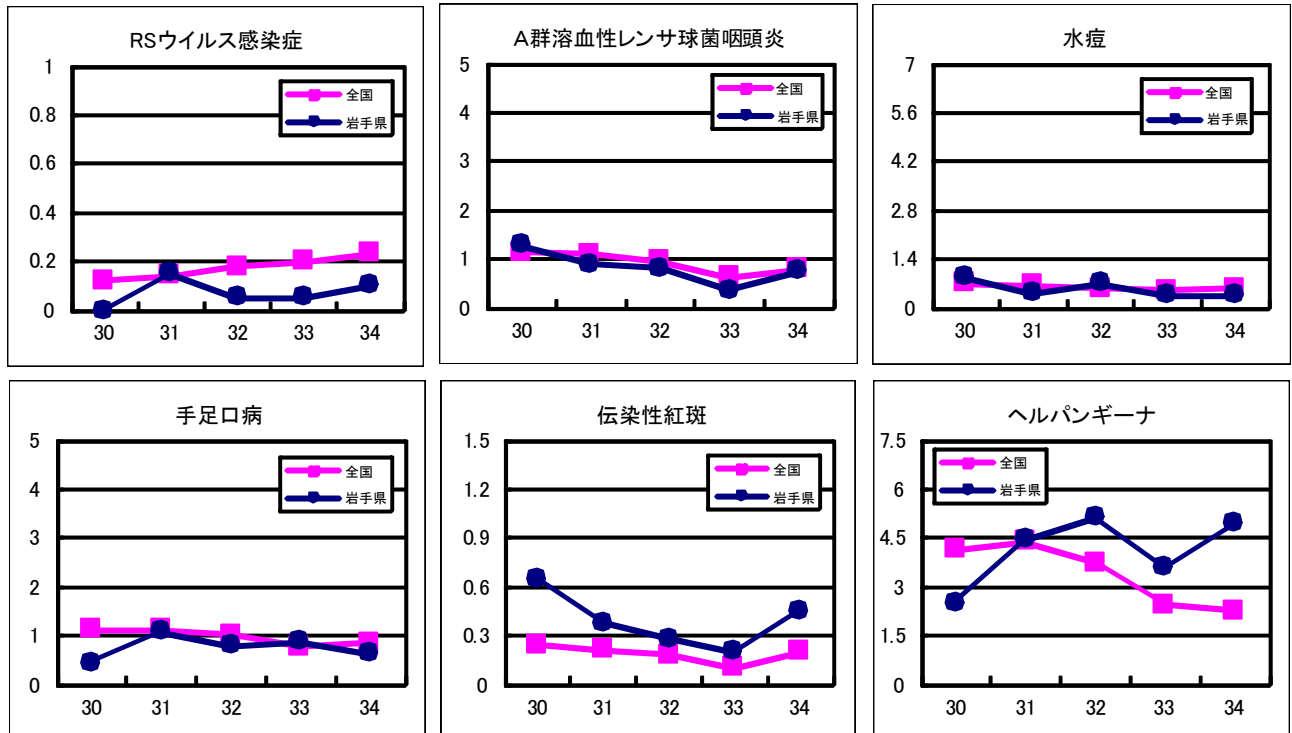 RSウイルス感染症
1
0.8
0.6
0.4
0.2
0
30 31 32 33 34
全国
岩手県
A群溶血性レンサ球菌咽頭炎
5
4
3
2
1
0
30 31 32 33 34
全国
岩手県
水痘
7
5.6
4.2
2.8
1.4
0
30 31 32 33 34
全国
岩手県
手足口病
5
4
3
2
1
0
30 31 32 33 34
全国
岩手県
伝染性紅斑
1.5
1.2
0.9
0.6
0.3
0
30 31 32 33 34
全国
岩手県
ヘルパンギーナ
7.5
6
4.5
3
1.5
0
30 31 32 33 34
全国
岩手県